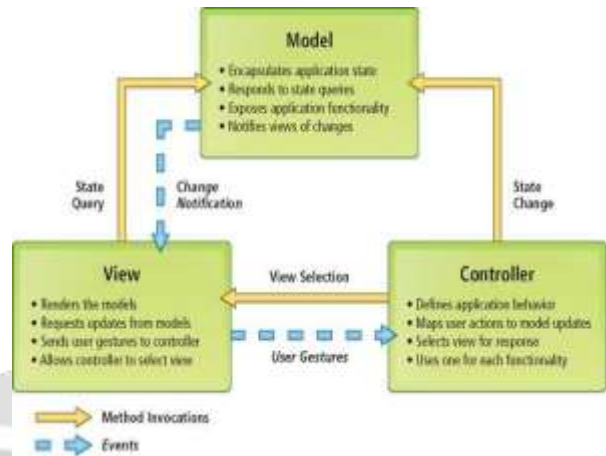 Model
• Encapsulates application state
• Responds to state queries
• Exposes application functionality
• Notifies views of changes
State
Query
Change
Notification
State
Change
View
• Renders the models
• Requests updates from models
• Sends user gestures to controller
• Allows controller to select view
View Selection
User Gestures
Controller
• Defines application behavior
• Maps user actions to model updates
• Selects view for response
• Uses one for each functionality
Method Invocations
Events